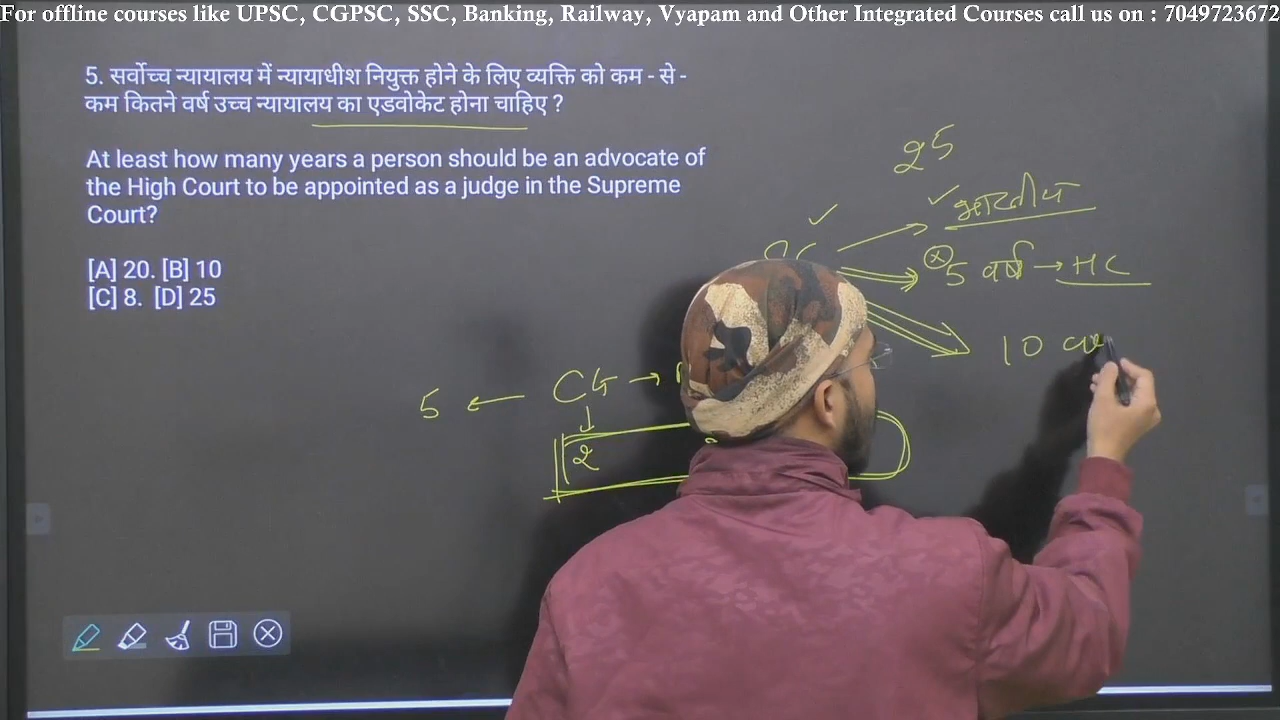 For offline courses like UPSC, CGPSC, SSC, Banking, Railway, Vyapam and Other Integrated Courses call us on : 7049723672
5. सर्वोच्च न्यायालय में न्यायाधीश नियुक्त होने के लिए व्यक्ति को कम - से -
कम कितने वर्ष उच्च न्यायालय का एडवोकेट होना चाहिए ?
At least how many years a person should be an advocate of
the High Court to be appointed as a judge in the Supreme
Court?
[A] 20. [B] 10
[C] 8. [D] 25
25
भारतीय
5 वर्ष → HC
10
5 ← CG →
2